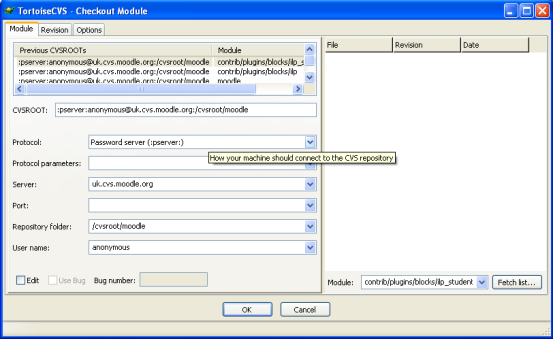 TortoiseCVS - Checkout Module
Module Revision Options
Previous CVSROOTs Module
:pserver:anonymous@uk.cvs.moodle.org:/cvsroot/moodle contrib/plugins/blocks/ilp_s
:pserver:anonymous@uk.cvs.moodle.org:/cvsroot/moodle contrib/plugins/blocks/ilp
:pserver:anonymous@uk.cvs.moodle.org:/cvsroot/moodle moodle
CVSROOT: :pserver:anonymous@uk.cvs.moodle.org:/cvsroot/moodle
Protocol: Password server (:pserver:)
How your machine should connect to the CVS repository
Protocol parameters:
Server: uk.cvs.moodle.org
Port:
Repository folder: /cvsroot/moodle
User name: anonymous
Edit Use Bug Bug number:
File Revision Date
Module: contrib/plugins/blocks/ilp_student Fetch list...
OK Cancel